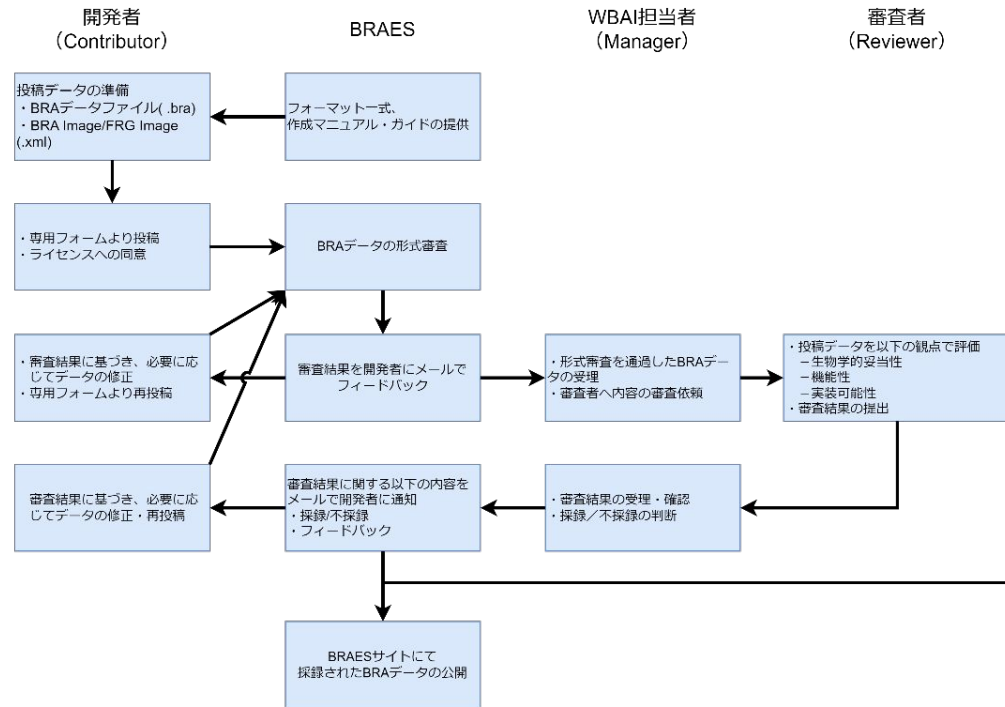 開発者
（Contributor）
BRAES
WBAI担当者
（Manager）
審査者
（Reviewer）
投稿データの準備
・BRAデータファイル( .bra)
・BRA Image/FRG Image
(.xml)
フォーマット一式、
作成マニュアル・ガイドの提供
・専用フォームより投稿
・ライセンスへの同意
BRAデータの形式審査
・審査結果に基づき、必要に応
じてデータの修正
・専用フォームより再投稿
審査結果を開発者にメールで
フィードバック
・形式審査を通過したBRAデー
タの受理
・審査者へ内容の審査依頼
・投稿データを以下の観点で評価
－生物学的妥当性
－機能性
－実装可能性
・審査結果の提出
審査結果に基づき、必要に応
じてデータの修正・再投稿
審査結果に関する以下の内容を
メールで開発者に通知
・採録/不採録
・フィードバック
・審査結果の受理・確認
・採録／不採録の判断
BRAESサイトにて
採録されたBRAデータの公開